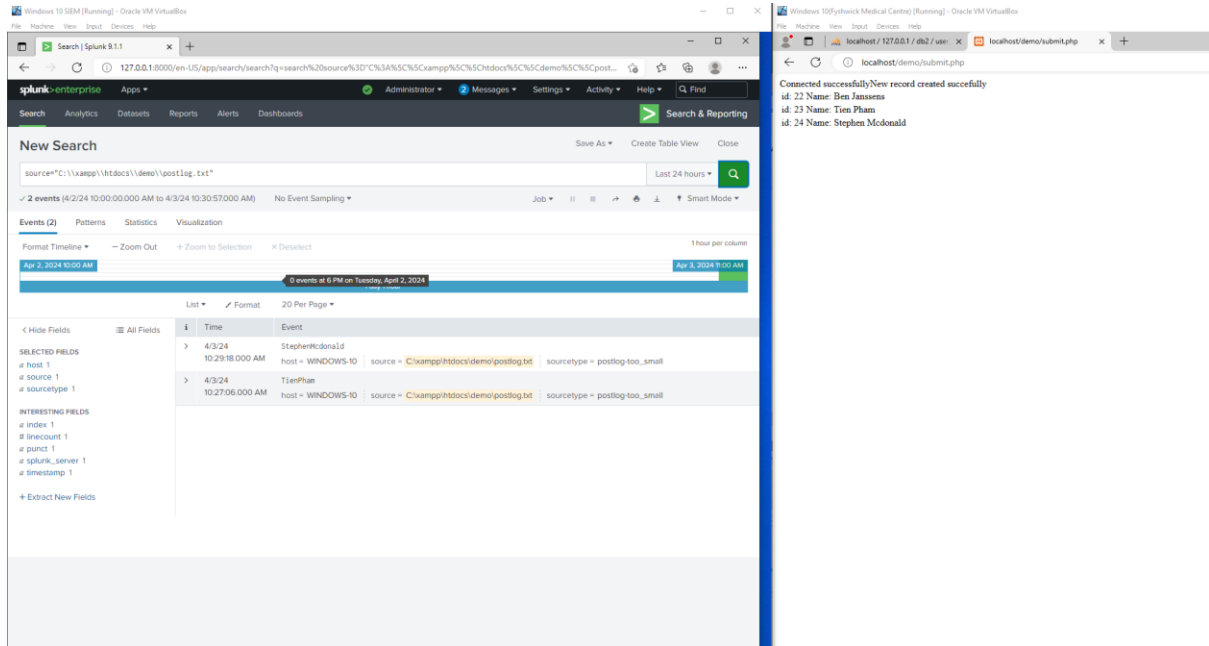 Windows 10 SIEM [Running] - Oracle VM VirtualBox
File Machine View Input Devices Help
Search | Splunk 9.1.1
127.0.0.1:8000/en-US/app/search/search?q=search%20source%3D"C%3A%5C%5Cxampp%5C%5Chtdocs%5C%5Cdemo%5C%5Cpost...
splunk>enterprise Apps Administrator 2 Messages Settings Activity Help Find
Search Analytics Datasets Reports Alerts Dashboards Search & Reporting
New Search Save As Create Table View Close
source="C:\\xampp\\htdocs\\demo\\postlog.txt" Last 24 hours
2 events (4/2/24 10:00:00.000 AM to 4/3/24 10:30:57.000 AM) No Event Sampling Job Smart Mode
Events (2) Patterns Statistics Visualization
Format Timeline — Zoom Out + Zoom to Selection × Deselect 1 hour per column
Apr 2, 2024 10:00 AM Apr 3, 2024 11:00 AM
0 events at 6 PM on Tuesday, April 2, 2024
List Format 20 Per Page
< Hide Fields All Fields i Time Event
SELECTED FIELDS
a host 1
a source 1
a sourcetype 1
INTERESTING FIELDS
a index 1
# linecount 1
a punct 1
a splunk_server 1
a timestamp 1
+ Extract New Fields
> 4/3/24 StephenMcdonald
10:29:18.000 AM host = WINDOWS-10 source = C:\xampp\htdocs\demo\postlog.txt sourcetype = postlog-too_small
> 4/3/24 TienPham
10:27:06.000 AM host = WINDOWS-10 source = C:\xampp\htdocs\demo\postlog.txt sourcetype = postlog-too_small
Windows 10(Fyshwick Medical Centre) [Running] - Oracle VM VirtualBox
File Machine View Input Devices Help
localhost / 127.0.0.1 / db2 / user localhost/demo/submit.php
localhost/demo/submit.php
Connected successfullyNew record created succefully
id: 22 Name: Ben Janssens
id: 23 Name: Tien Pham
id: 24 Name: Stephen Mcdonald